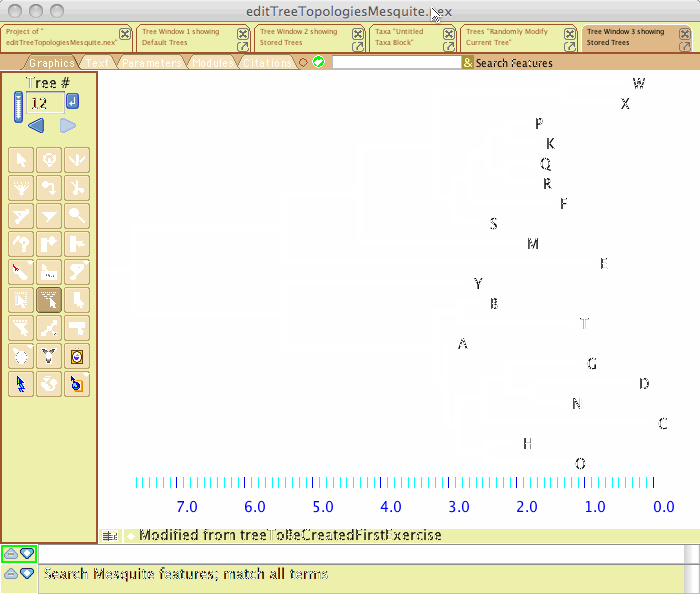 editTreeTopologiesMesquite.nex
Project of "
editTreeTopologiesMesquite.nex"
Tree Window 1 showing
Default Trees
Tree Window 2 showing
Stored Trees
Taxa "Untitled
Taxa Block"
Trees "Randomly Modify
Current Tree"
Tree Window 3 showing
Stored Trees
Graphics Text Parameters Modules Citations & Search Features
Tree #
12
W
X
P
K
Q
R
F
S
M
E
Y
B
T
A
G
D
N
C
H
O
7.0 6.0 5.0 4.0 3.0 2.0 1.0 0.0
Modified from treeToBeCreatedFirstExercise
Search Mesquite features; match all terms